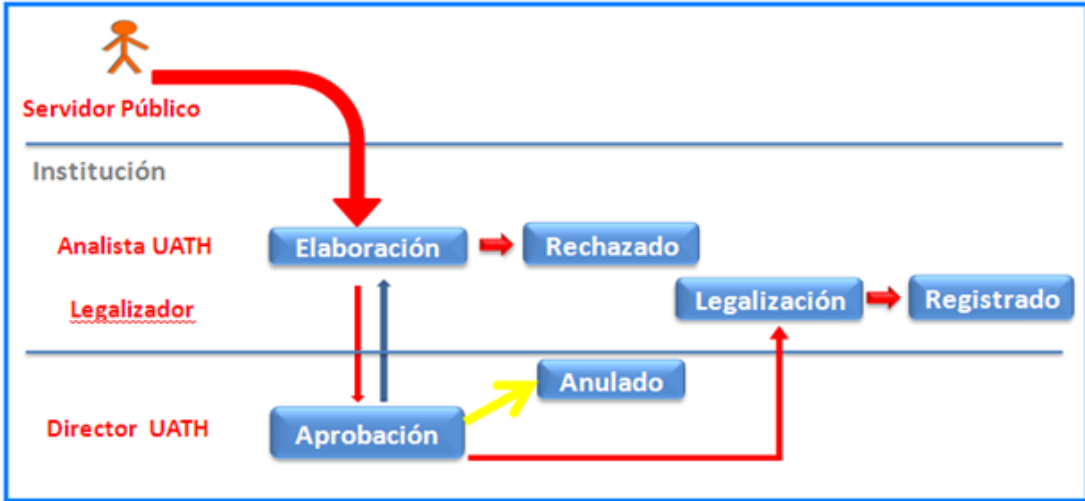 Servidor Público
Institución
Analista UATH
Elaboración
Rechazado
Legalizador
Legalización
Registrado
Anulado
Director UATH
Aprobación